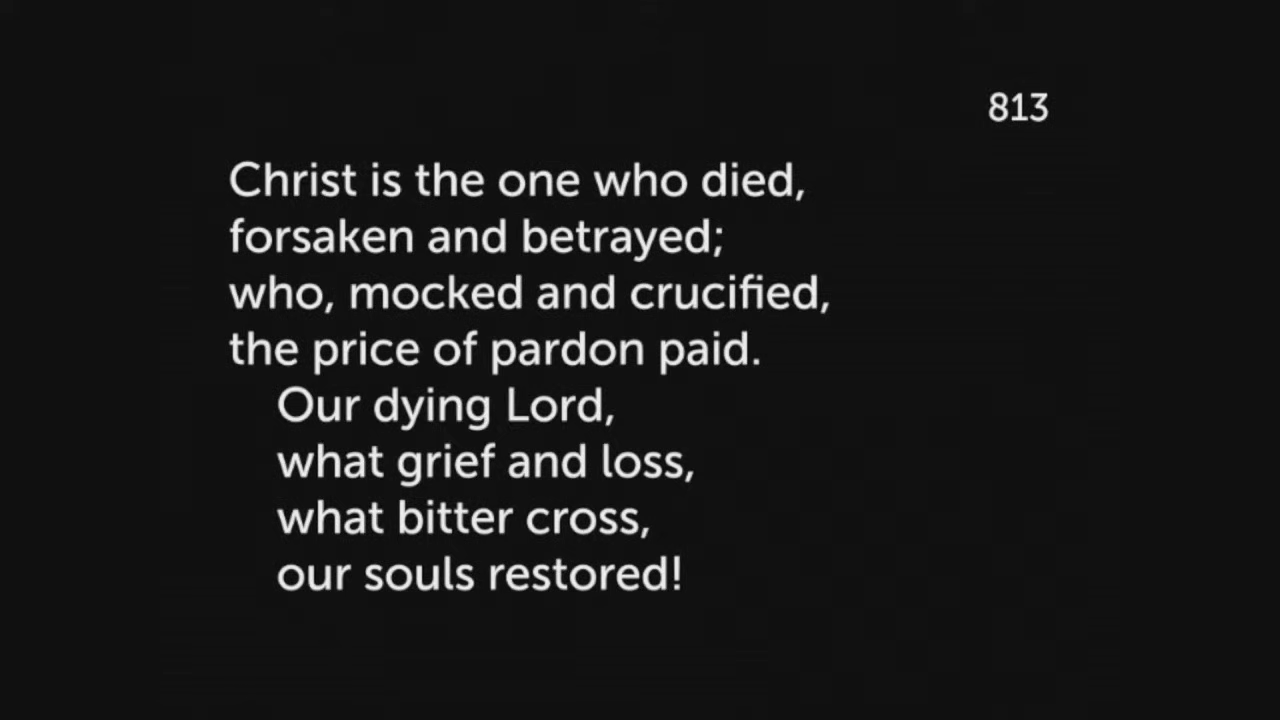 813
Christ is the one who died,
forsaken and betrayed;
who, mocked and crucified,
the price of pardon paid.
Our dying Lord,
what grief and loss,
what bitter cross,
our souls restored!